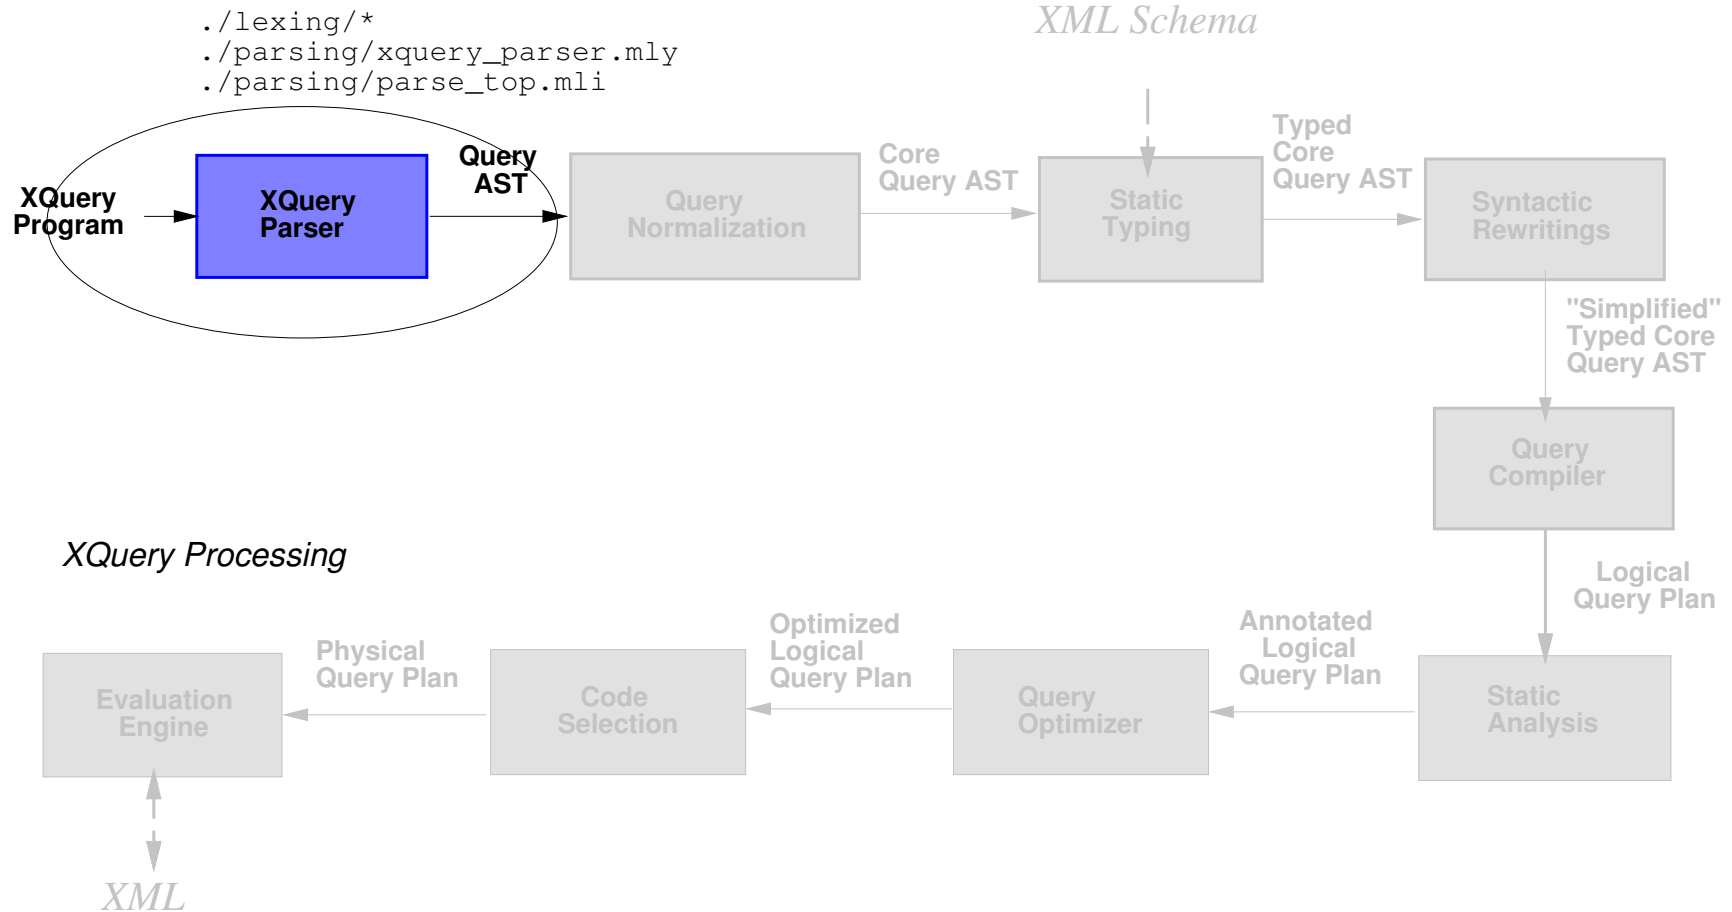 ./lexing/*
./parsing/xquery_parser.mly
./parsing/parse_top.mli
XML Schema
XQuery
Program
XQuery
Parser
Query
AST
Query
Normalization
Core
Query AST
Static
Typing
Typed
Core
Query AST
Syntactic
Rewritings
"Simplified"
Typed Core
Query AST
Query
Compiler
XQuery Processing
Logical
Query Plan
Static
Analysis
Annotated
Logical
Query Plan
Query
Optimizer
Optimized
Logical
Query Plan
Code
Selection
Physical
Query Plan
Evaluation
Engine
XML